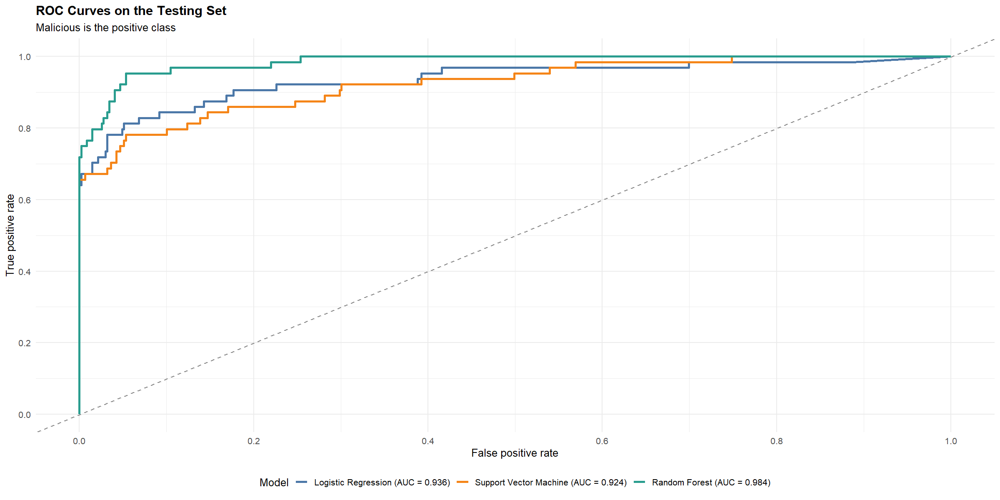 ROC Curves on the Testing Set
Malicious is the positive class
True positive rate
1.0
0.8
0.6
0.4
0.2
0.0
0.0 0.2 0.4 0.6 0.8 1.0
False positive rate
Model Logistic Regression (AUC = 0.936) Support Vector Machine (AUC = 0.924) Random Forest (AUC = 0.984)